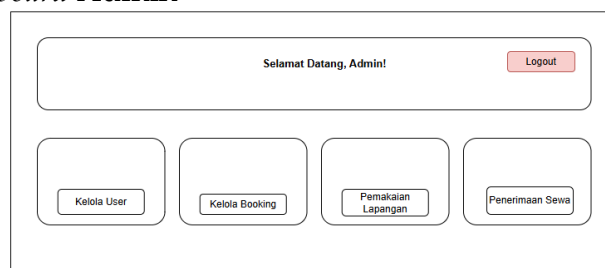 Selamat Datang, Admin!
Logout
Kelola User
Kelola Booking
Pemakaian
Lapangan
Penerimaan Sewa